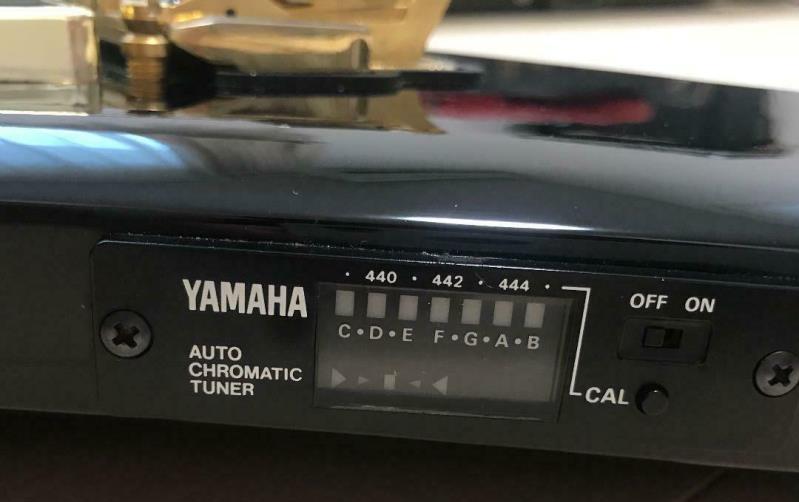 · 440 · 442 · 444 ·
YAMAHA
C•D•E F•G•A•B
AUTO
CHROMATIC
TUNER
OFF ON
CAL